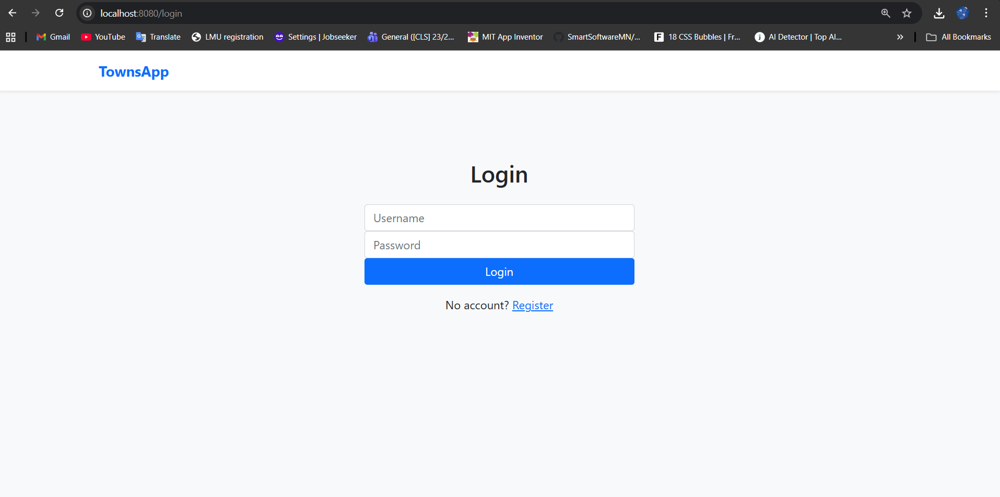 localhost:8080/login
Gmail YouTube Translate LMU registration Settings | Jobseeker General ([CLS] 23/2... MIT App Inventor SmartSoftwareMN/... F 18 CSS Bubbles | Fr... j AI Detector | Top AI... All Bookmarks
TownsApp
Login
Username
Password
Login
No account? Register